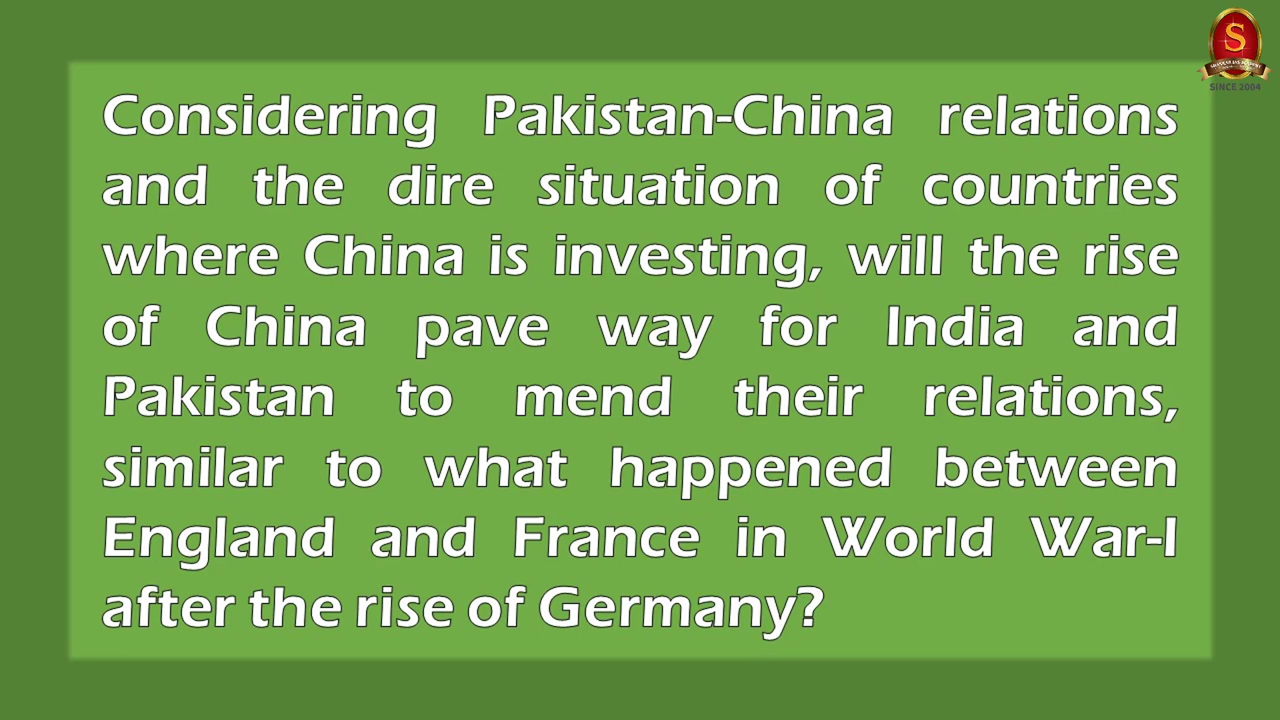 S
SINCE 2004
Considering Pakistan-China relations
and the dire situation of countries
where China is investing, will the rise
of China pave way for India and
Pakistan to mend their relations,
similar to what happened between
England and France in World War-I
after the rise of Germany?